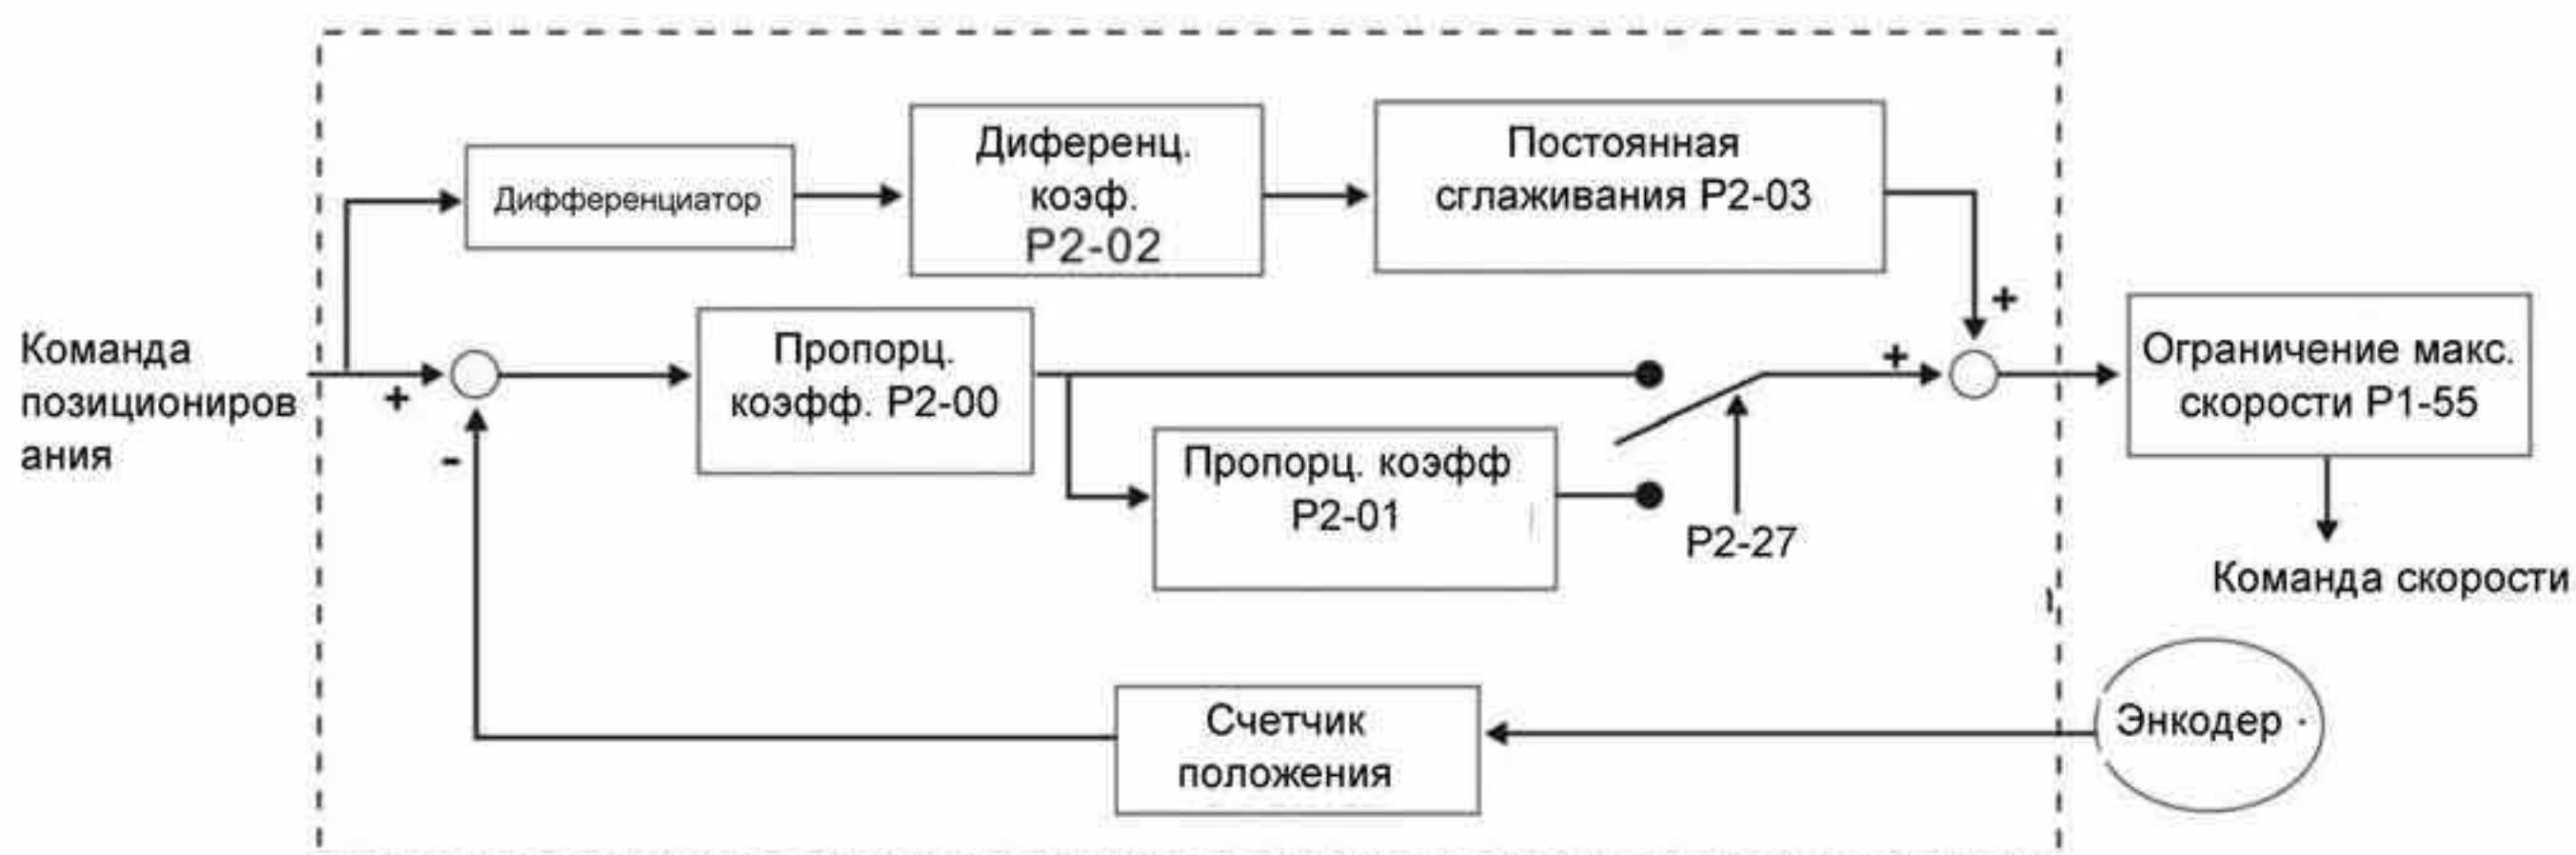 Дифференциатор
Диференц.
коэф.
P2-02
Постоянная
сглаживания P2-03
+
Команда
позициониров
ания
+
-
Пропорц.
коэфф. P2-00
Пропорц. коэфф
P2-01
P2-27
+
Ограничение макс.
скорости P1-55
Команда скорости
Счетчик
положения
Энкодер